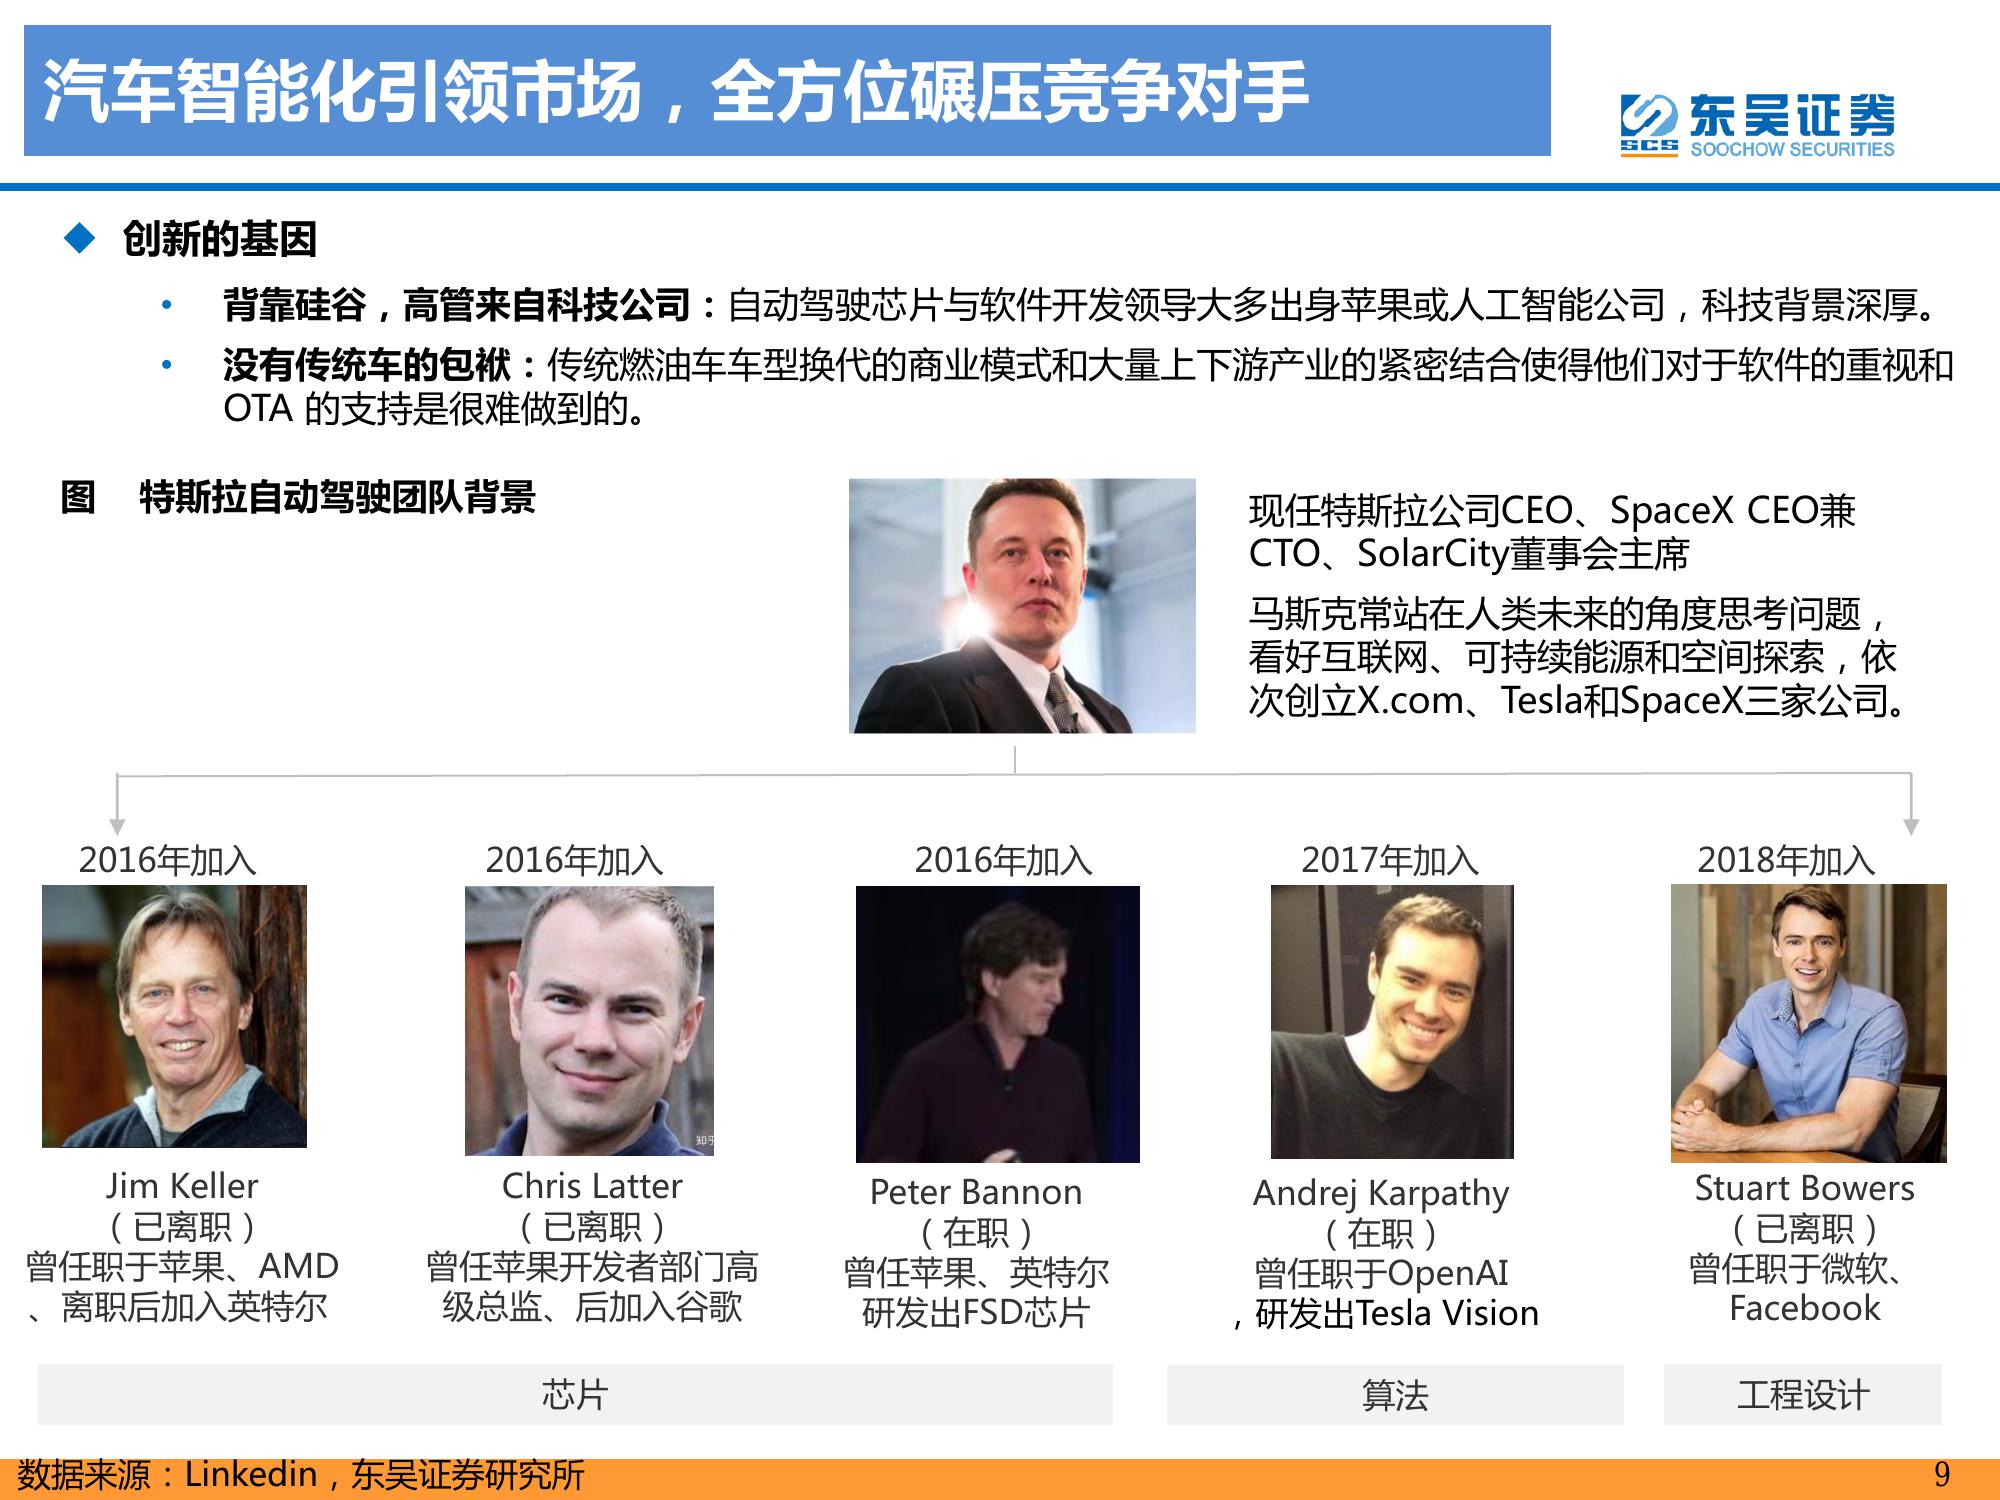 汽车智能化引领市场，全方位碾压竞争对手
东吴证券
SCS
SOOCHOW SECURITIES
创新的基因
背靠硅谷，高管来自科技公司：自动驾驶芯片与软件开发领导大多出身苹果或人工智能公司，科技背景深厚。
没有传统车的包袱：传统燃油车车型换代的商业模式和大量上下游产业的紧密结合使得他们对于软件的重视和
OTA 的支持是很难做到的。
图 特斯拉自动驾驶团队背景
现任特斯拉公司CEO、SpaceX CEO兼
CTO、SolarCity董事会主席
马斯克常站在人类未来的角度思考问题，
看好互联网、可持续能源和空间探索，依
次创立X.com、Tesla和SpaceX三家公司。
2016年加入
2016年加入
2016年加入
2017年加入
2018年加入
知乎
Jim Keller
（已离职）
曾任职于苹果、AMD
、离职后加入英特尔
Chris Latter
（已离职）
曾任苹果开发者部门高
级总监、后加入谷歌
Peter Bannon
（在职）
曾任苹果、英特尔
研发出FSD芯片
Andrej Karpathy
（在职）
曾任职于OpenAI
，研发出Tesla Vision
Stuart Bowers
（已离职）
曾任职于微软、
Facebook
芯片
算法
工程设计
数据来源：Linkedin，东吴证券研究所
9